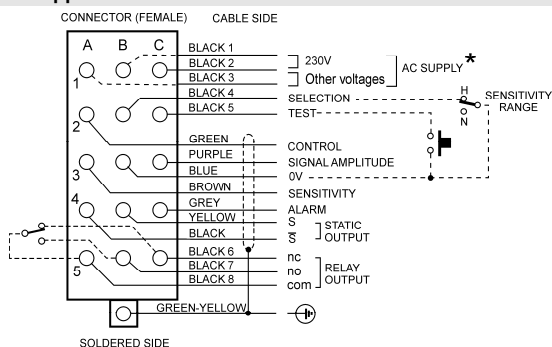 CONNECTOR (FEMALE) CABLE SIDE
A B C
1
2
3
4
5
BLACK 1
BLACK 2 230V
BLACK 3 Other voltages
AC SUPPLY *
BLACK 4 SELECTION
BLACK 5 TEST
H
N
SENSITIVITY
RANGE
GREEN CONTROL
PURPLE SIGNAL AMPLITUDE
BLUE 0V
BROWN SENSITIVITY
GREY ALARM
YELLOW S
BLACK S̅
STATIC
OUTPUT
BLACK 6 nc
BLACK 7 no
BLACK 8 com
RELAY
OUTPUT
GREEN-YELLOW
SOLDERED SIDE